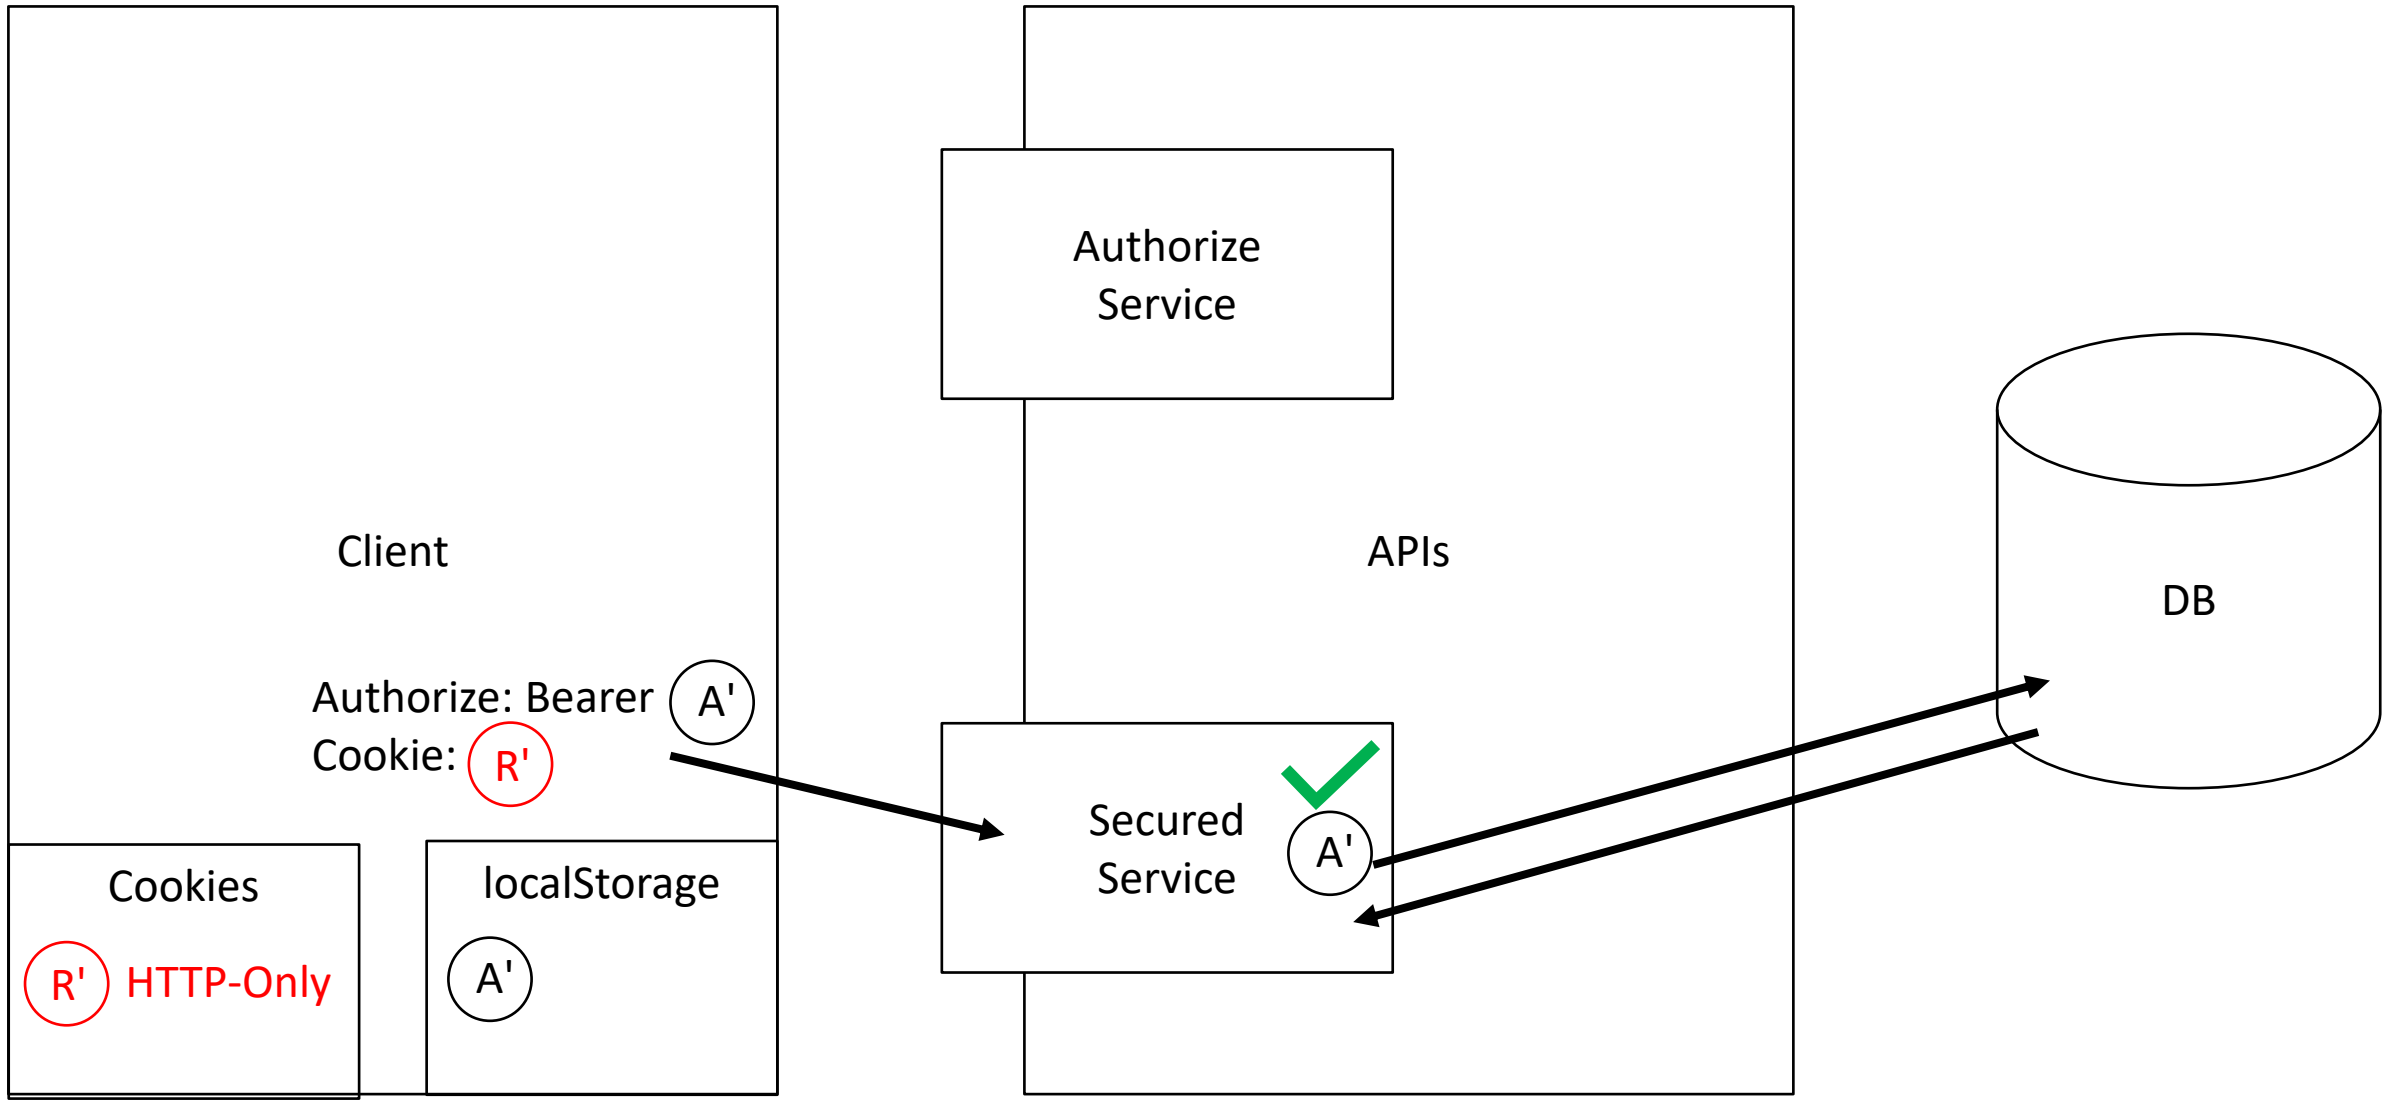 Authorize
Service
Client
APIs
DB
Authorize: Bearer A'
Cookie: R'
Secured
Service
A'
Cookies
R' HTTP-Only
localStorage
A'